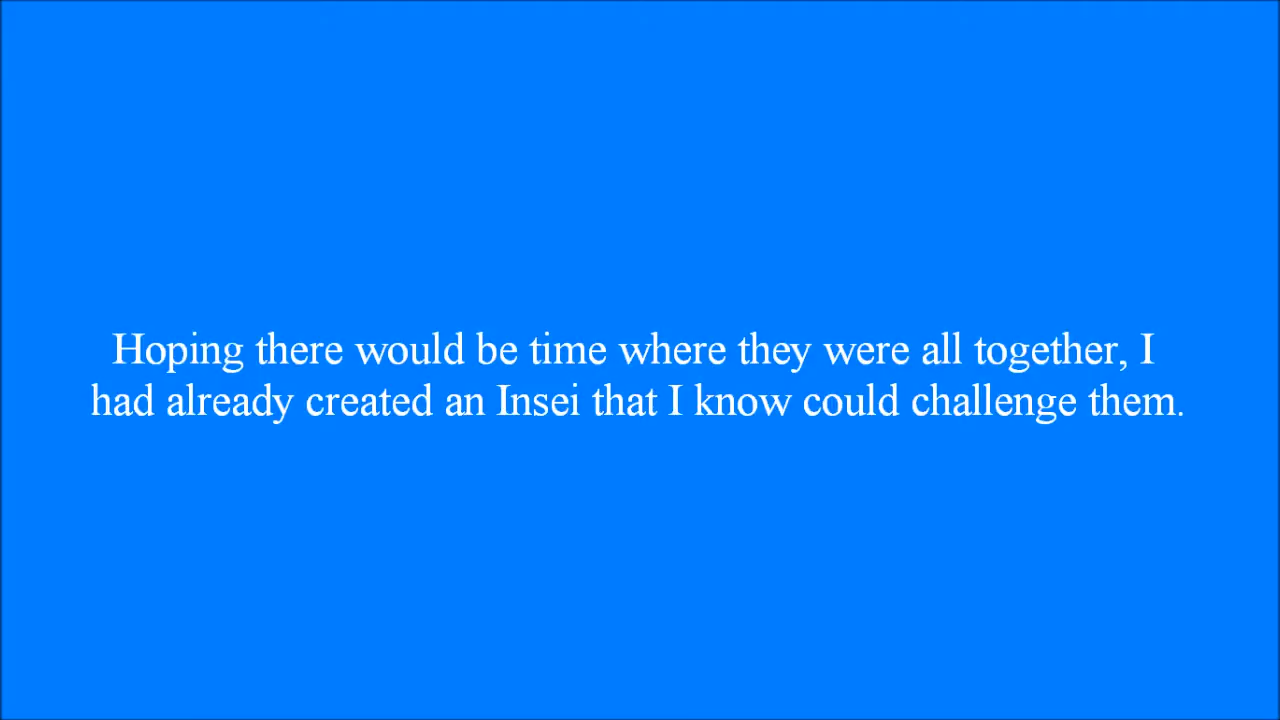 Hoping there would be time where they were all together, I
had already created an Insei that I know could challenge them.